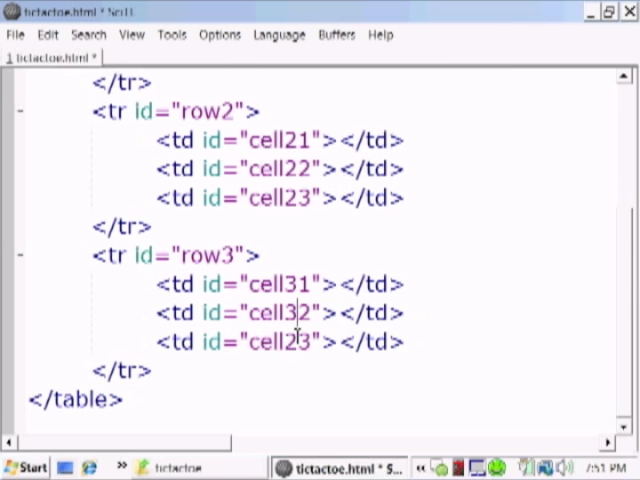 tictactoe.html * SciTE
File Edit Search View Tools Options Language Buffers Help
1 tictactoe.html *
</tr>
<tr id="row2">
<td id="cell21"></td>
<td id="cell22"></td>
<td id="cell23"></td>
</tr>
<tr id="row3">
<td id="cell31"></td>
<td id="cell32"></td>
<td id="cell23"></td>
</tr>
</table>
Start » tictactoe tictactoe.html * S... « 7:51 PM